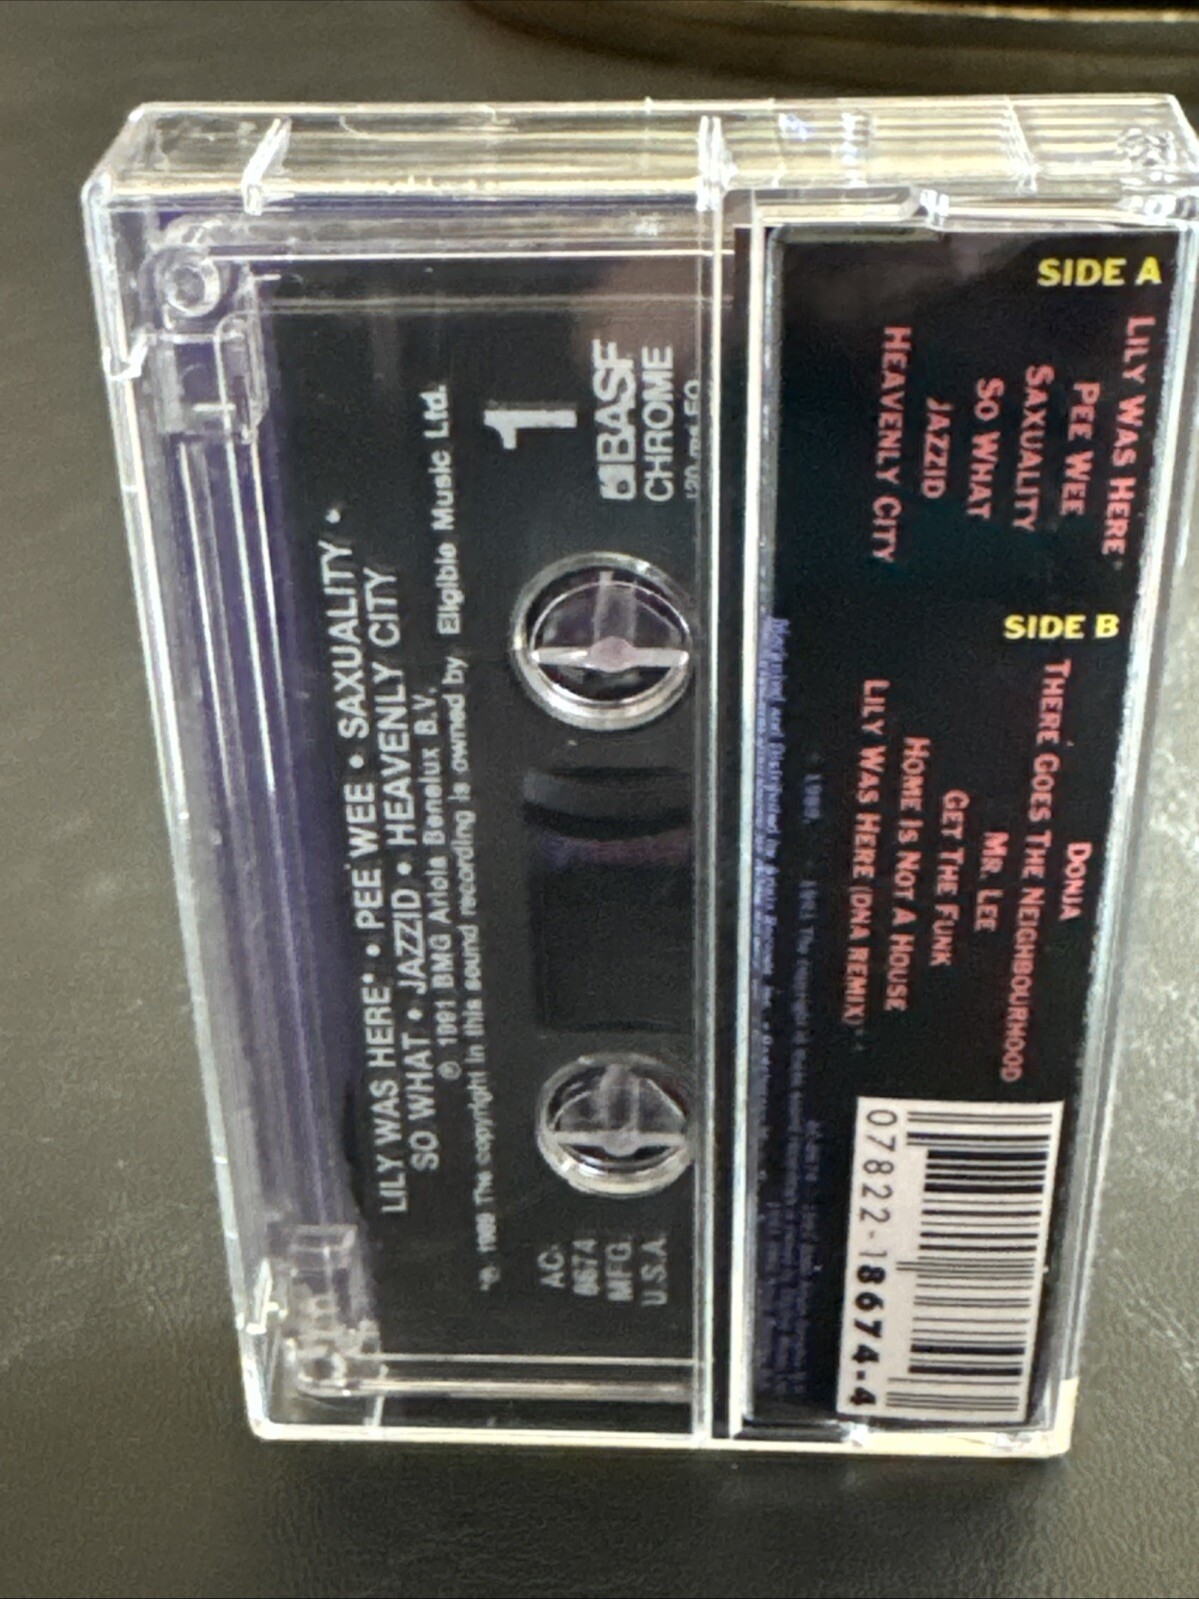 SIDE A
LILY WAS HERE*
PEE WEE
SAXUALITY
SO WHAT
JAZZID
HEAVENLY CITY
SIDE B
DONJA
THERE GOES THE NEIGHBOURHOOD
MR. LEE
GET THE FUNK
HOME IS NOT A HOUSE
LILY WAS HERE (DNA REMIX)
07822-18674-4
LILY WAS HERE* • PEE WEE • SAXUALITY •
SO WHAT • JAZZID • HEAVENLY CITY
℗ 1991 BMG Ariola Benelux B.V.
*℗ 1989 The copyright in this sound recording is owned by Eligible Music Ltd.
1
BASF
CHROME
AC-
8674
MFG.
U.S.A.